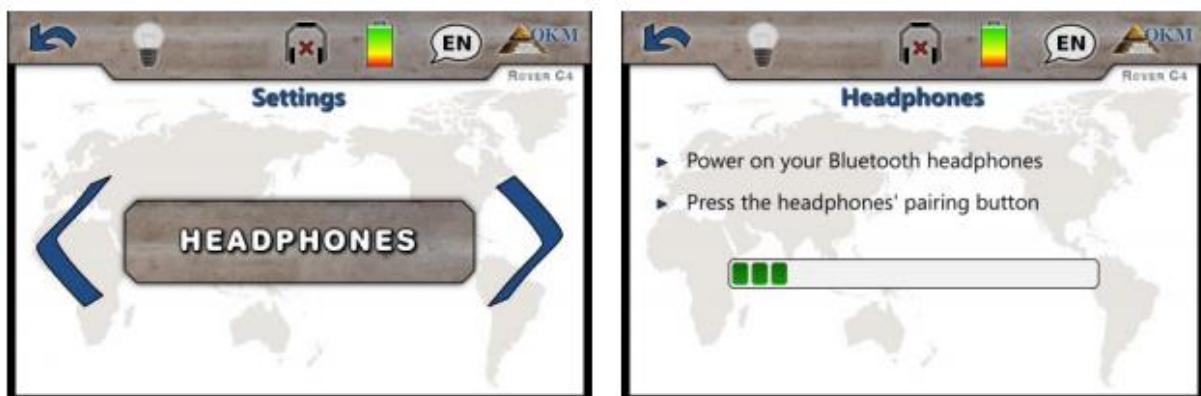 EN
OKM
ROVER C4
Settings
HEADPHONES
EN
OKM
ROVER C4
Headphones
Power on your Bluetooth headphones
Press the headphones' pairing button